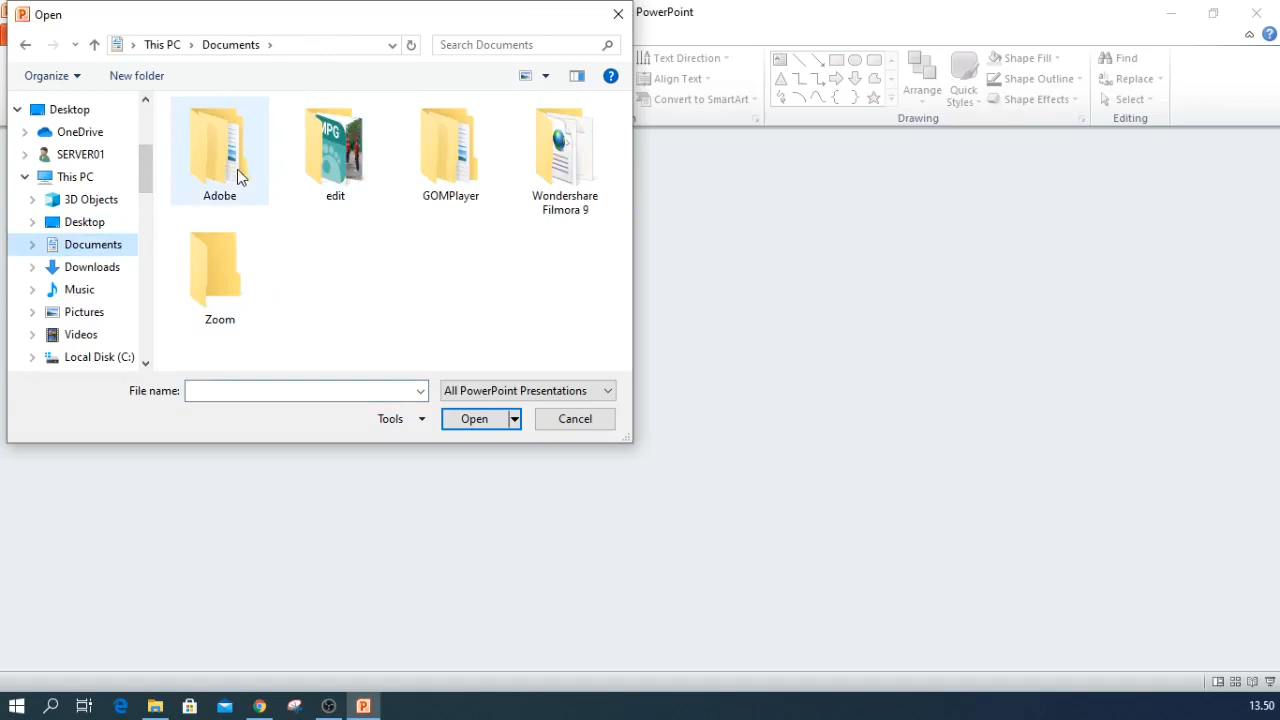 Open
PowerPoint
This PC
Documents
Search Documents
Organize
New folder
Text Direction
Align Text
Convert to SmartArt
Arrange
Quick
Styles
Shape Fill
Shape Outline
Shape Effects
Drawing
Find
Replace
Select
Editing
Desktop
OneDrive
SERVER01
This PC
3D Objects
Desktop
Documents
Downloads
Music
Pictures
Videos
Local Disk (C:)
Adobe
MPG
edit
GOMPlayer
Wondershare
Filmora 9
Zoom
File name:
All PowerPoint Presentations
Tools
Open
Cancel
13.50